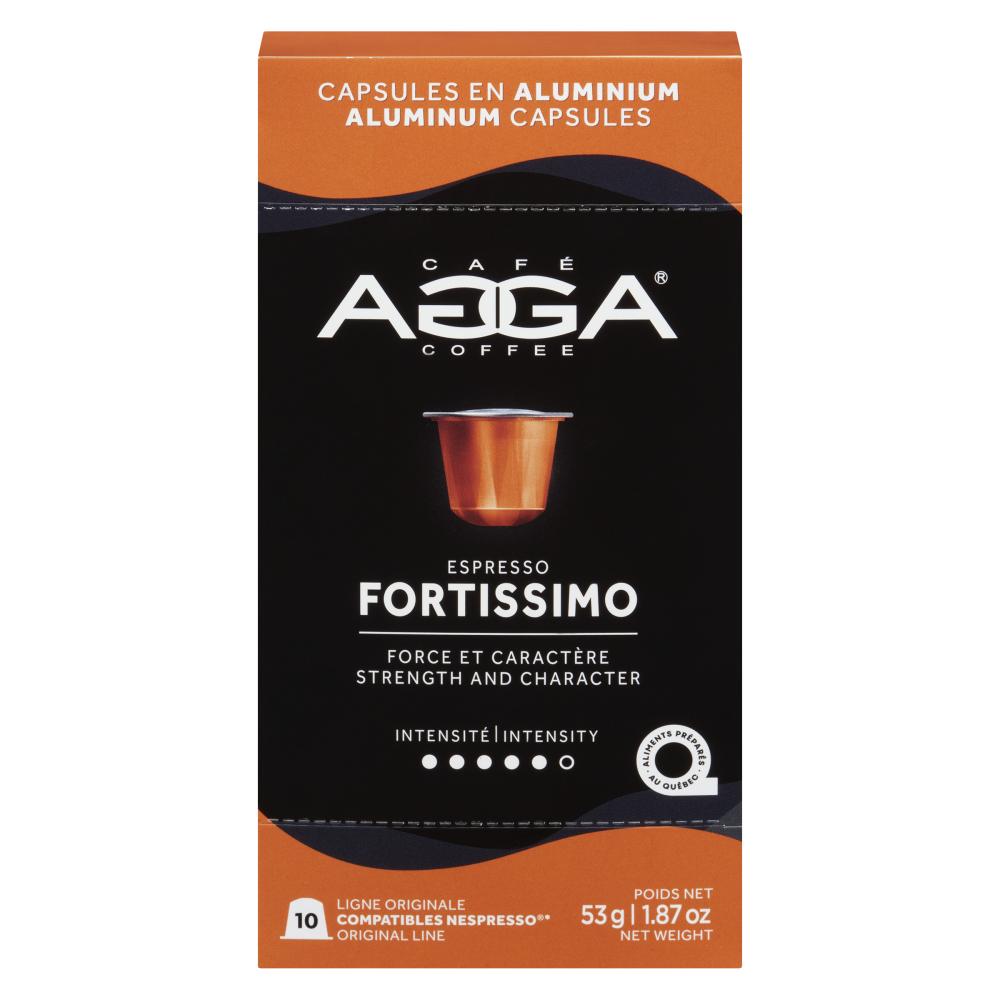 CAPSULES EN ALUMINIUM
ALUMINUM CAPSULES
CAFÉ
AGGA®
COFFEE
ESPRESSO
FORTISSIMO
FORCE ET CARACTÈRE
STRENGTH AND CHARACTER
INTENSITÉ|INTENSITY
· ALIMENTS PRÉPARÉS · AU QUÉBEC
10
LIGNE ORIGINALE
COMPATIBLES NESPRESSO®*
ORIGINAL LINE
POIDS NET
53 g | 1.87 oz
NET WEIGHT